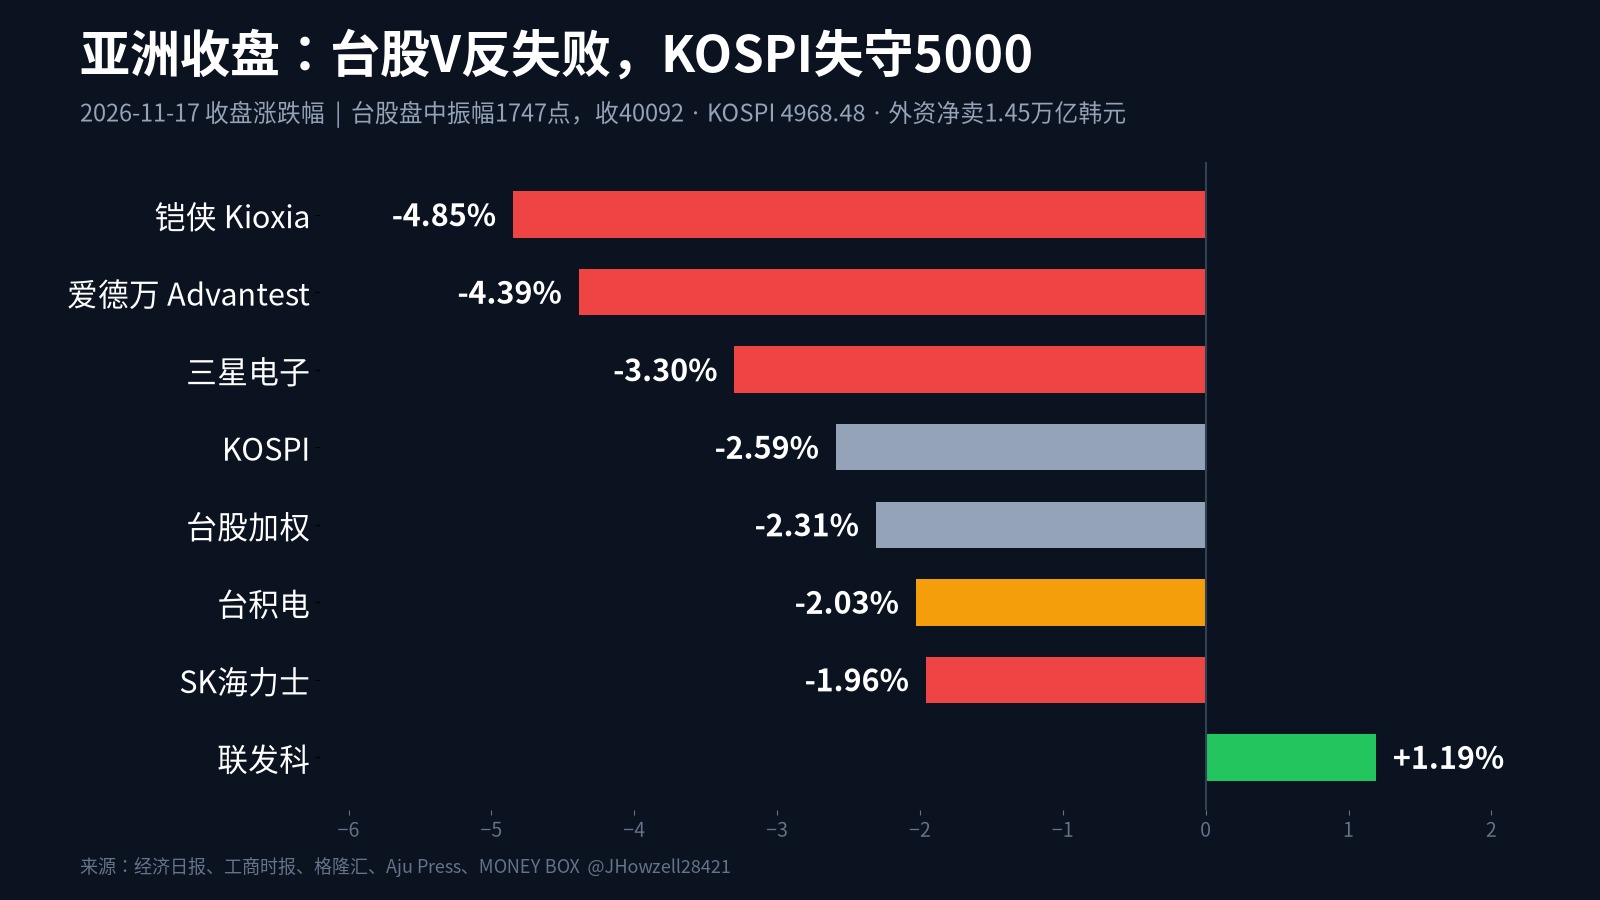 亚洲收盘：台股V反失败，KOSPI失守5000
2026-11-17 收盘涨跌幅 | 台股盘中振幅1747点，收40092 · KOSPI 4968.48 · 外资净卖1.45万亿韩元
铠侠 Kioxia -4.85%
爱德万 Advantest -4.39%
三星电子 -3.30%
KOSPI -2.59%
台股加权 -2.31%
台积电 -2.03%
SK海力士 -1.96%
联发科 +1.19%
−6 −5 −4 −3 −2 −1 0 1 2
来源：经济日报、工商时报、格隆汇、Aju Press、MONEY BOX @JHowzell28421